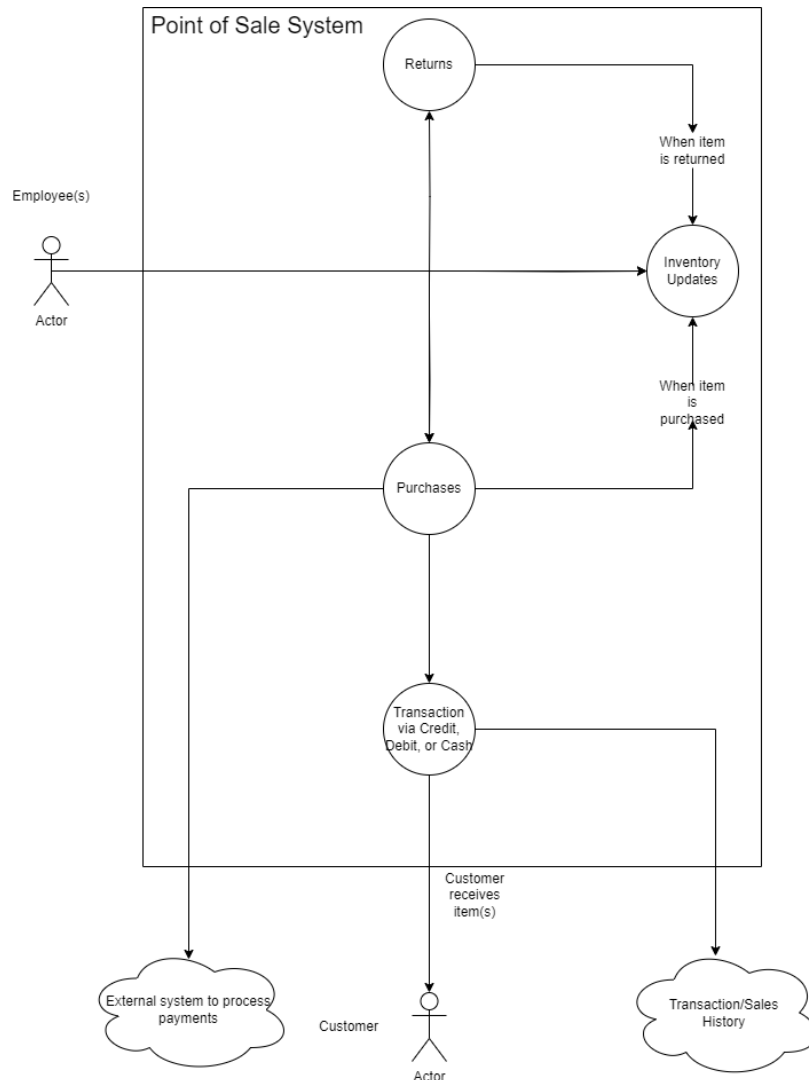 Point of Sale System
Returns
When item
is returned
Employee(s)
Actor
Inventory
Updates
When item
is
purchased
Purchases
Transaction
via Credit,
Debit, or Cash
Customer
receives
item(s)
External system to process
payments
Customer
Actor
Transaction/Sales
History